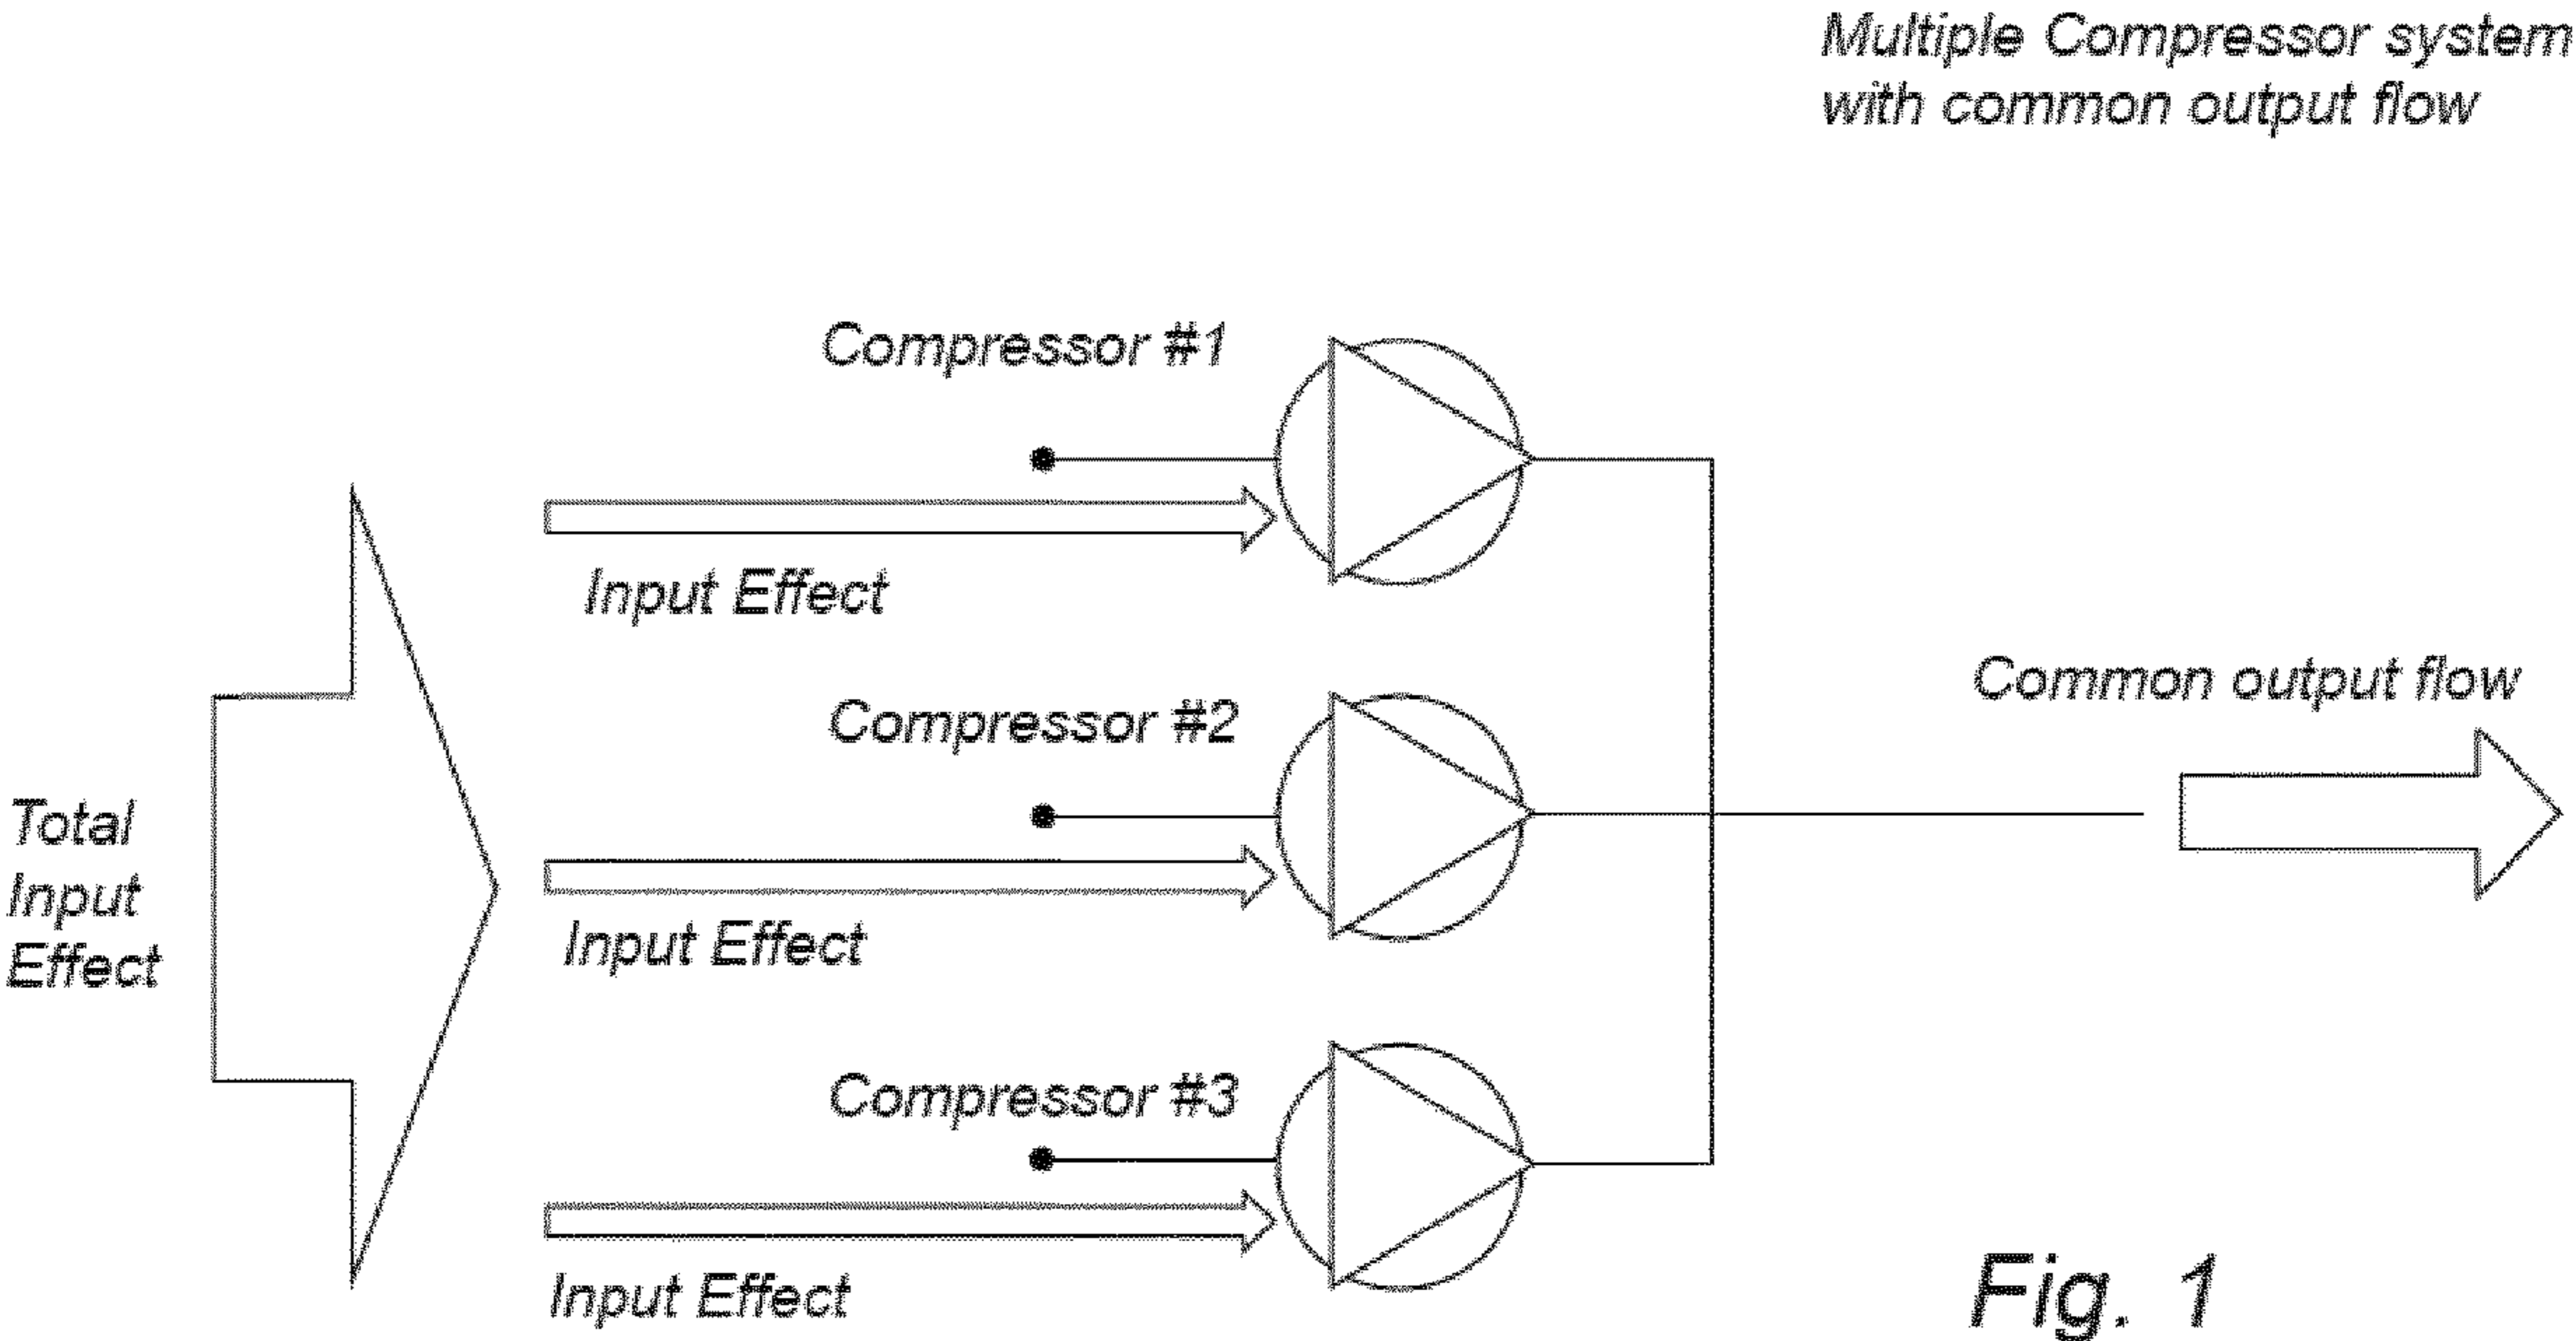 Multiple Compressor system
with common output flow
Compressor #1
Input Effect
Common output flow
Compressor #2
Total
Input
Effect
Input Effect
Compressor #3
Input Effect
Fig. 1